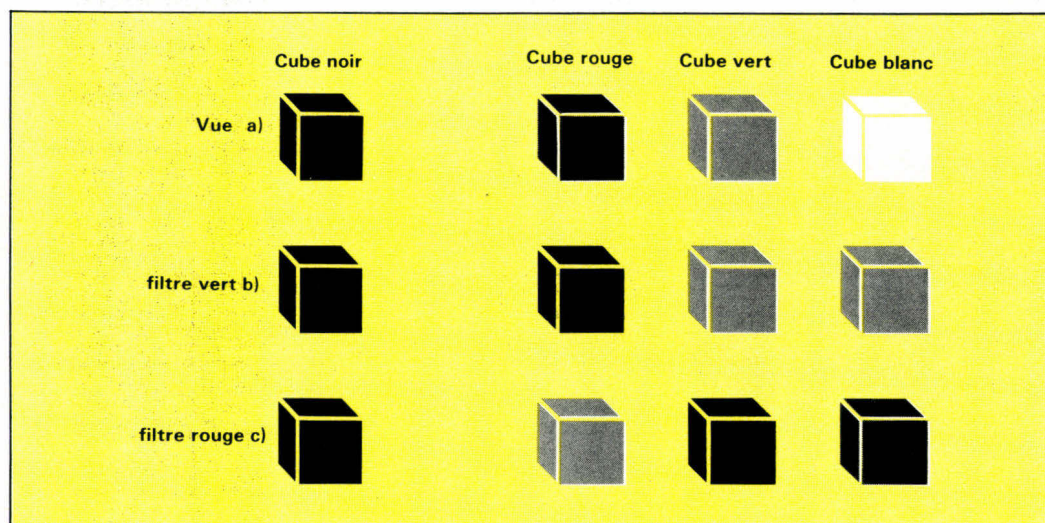 Cube noir Cube rouge Cube vert Cube blanc
Vue a)
filtre vert b)
filtre rouge c)